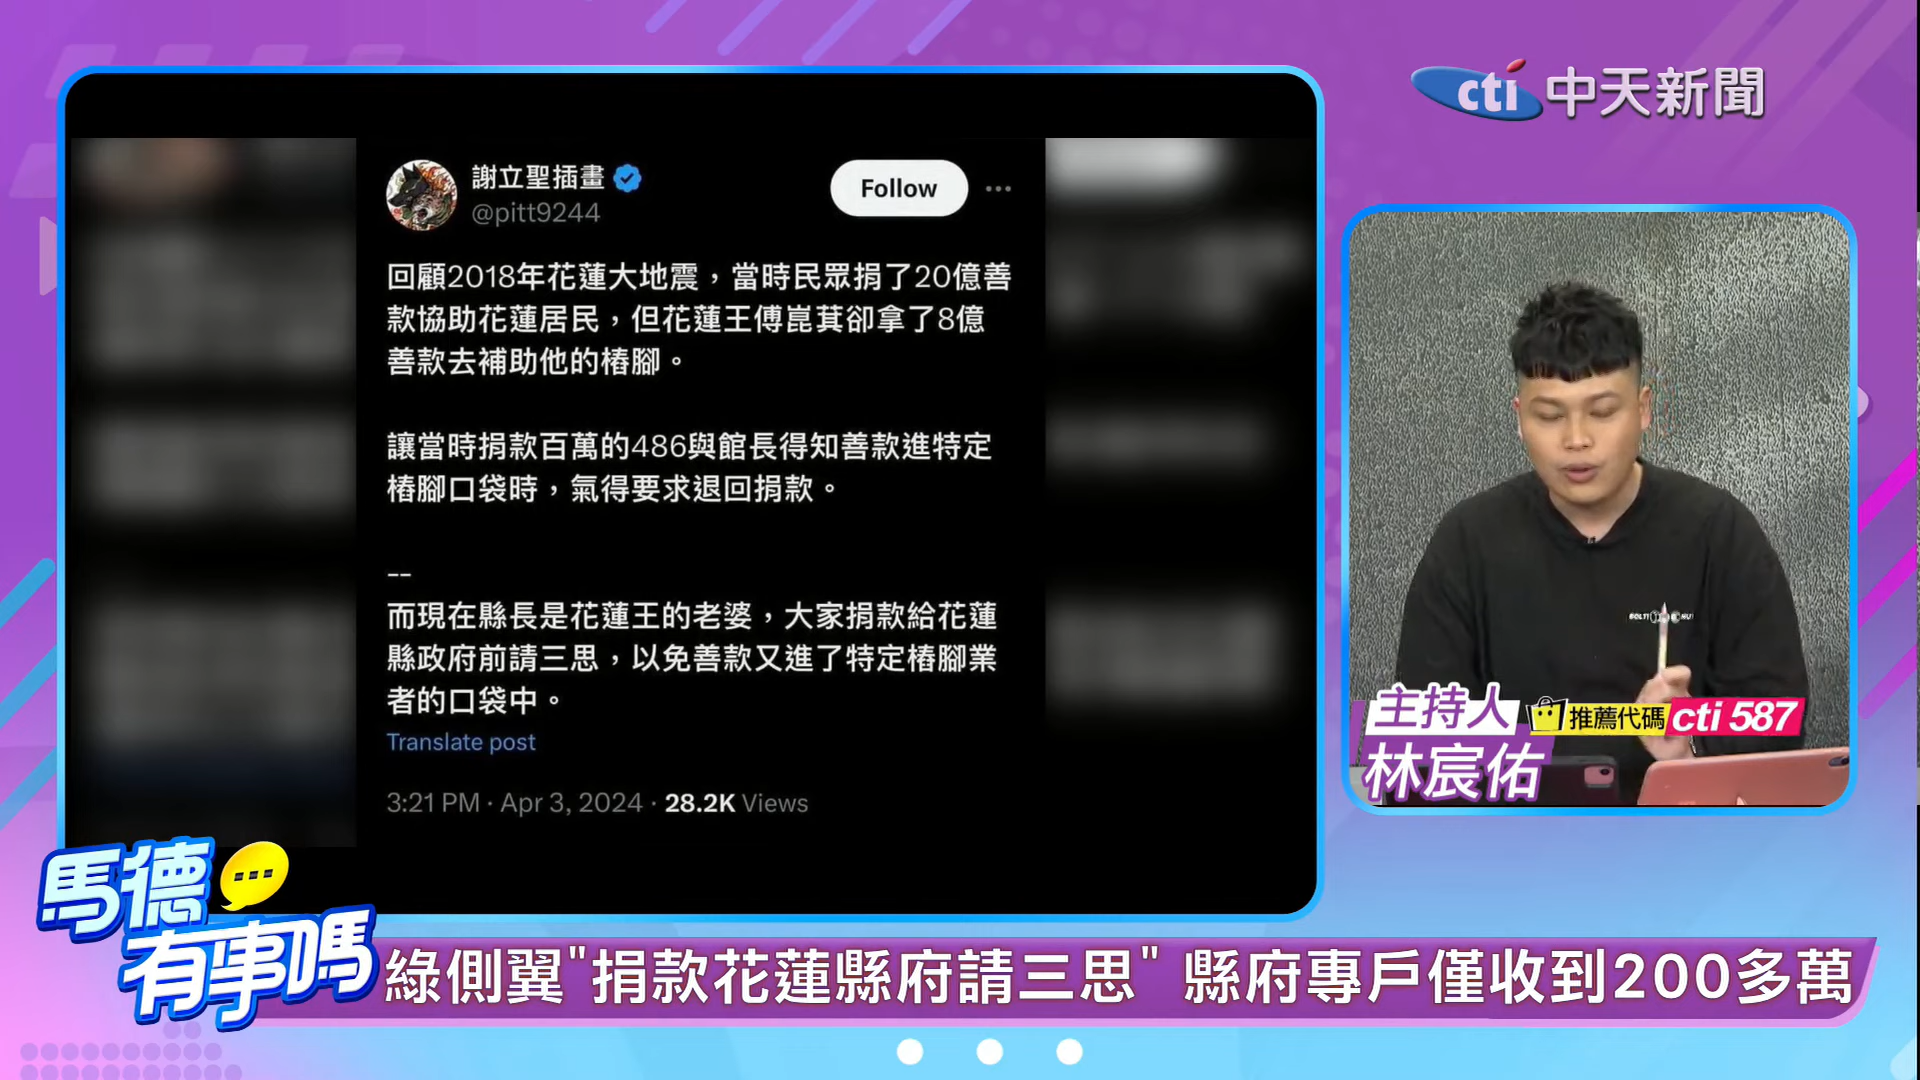 cti 中天新聞
謝立聖插畫
@pitt9244
Follow
回顧2018年花蓮大地震，當時民眾捐了20億善
款協助花蓮居民，但花蓮王傅崑萁卻拿了8億
善款去補助他的樁腳。
讓當時捐款百萬的486與館長得知善款進特定
樁腳口袋時，氣得要求退回捐款。
--
而現在縣長是花蓮王的老婆，大家捐款給花蓮
縣政府前請三思，以免善款又進了特定樁腳業
者的口袋中。
Translate post
3:21 PM · Apr 3, 2024 · 28.2K Views
主持人
推薦代碼 cti 587
林宸佑
馬德
有事嗎
綠側翼"捐款花蓮縣府請三思" 縣府專戶僅收到200多萬